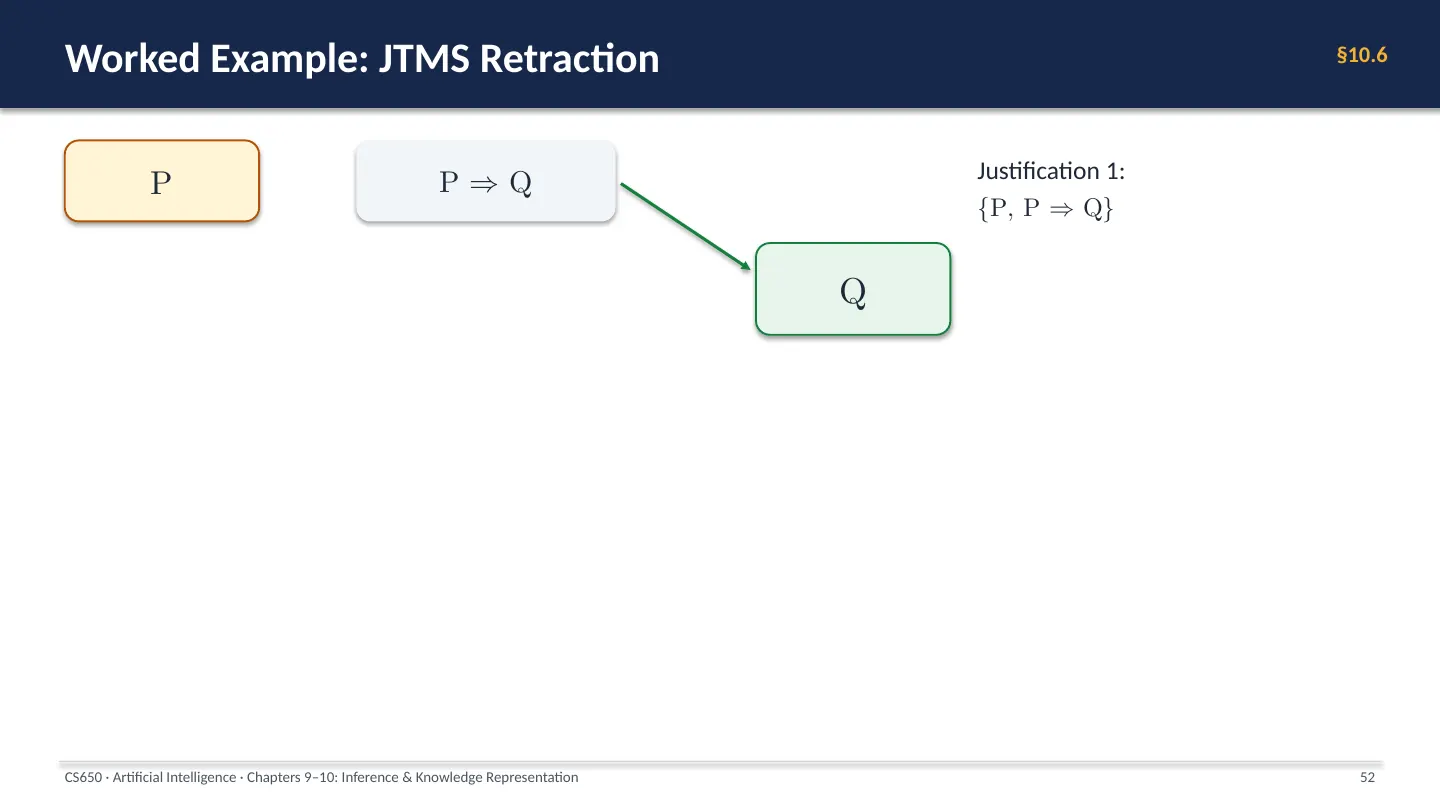 Worked Example: JTMS Retraction
§10.6
P
P ⇒ Q
Justification 1:
{P, P ⇒ Q}
Q
CS650 · Artificial Intelligence · Chapters 9–10: Inference & Knowledge Representation
52